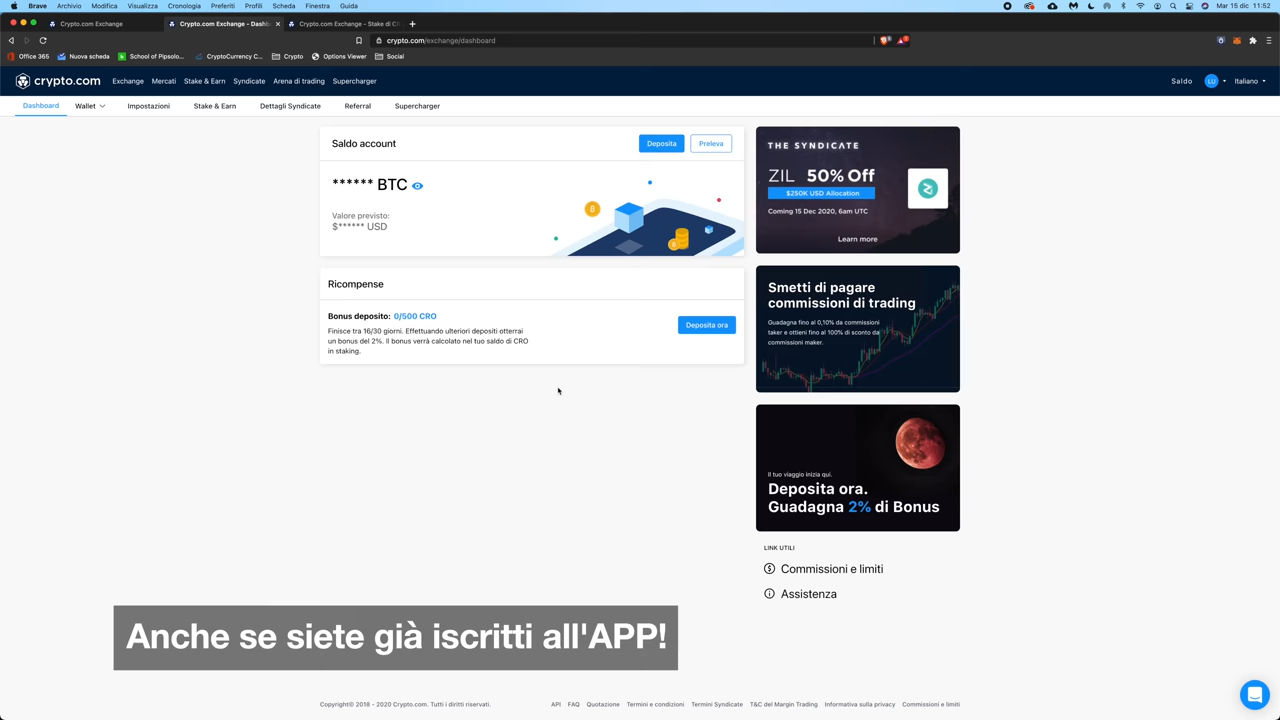 Brave Archivio Modifica Visualizza Cronologia Preferiti Profili Scheda Finestra Guida Mar 15 dic 11:52
Crypto.com Exchange Crypto.com Exchange - Dashb Crypto.com Exchange - Stake di C
crypto.com/exchange/dashboard
Office 365 Nuova scheda School of Pipsolo... CryptoCurrency C... Crypto Options Viewer Social
crypto.com Exchange Mercati Stake & Earn Syndicate Arena di trading Supercharger Saldo LU Italiano
Dashboard Wallet Impostazioni Stake & Earn Dettagli Syndicate Referral Supercharger
Saldo account Deposita Preleva
****** BTC
Valore previsto:
$****** USD
Ricompense
Bonus deposito: 0/500 CRO
Finisce tra 16/30 giorni. Effettuando ulteriori depositi otterrai
un bonus del 2%. Il bonus verrà calcolato nel tuo saldo di CRO
in staking.
Deposita ora
THE SYNDICATE
ZIL 50% Off
$250K USD Allocation
Coming 15 Dec 2020, 6am UTC
Learn more
Smetti di pagare
commissioni di trading
Guadagna fino al 0,10% da commissioni
taker e ottieni fino al 100% di sconto da
commissioni maker.
Il tuo viaggio inizia qui.
Deposita ora.
Guadagna 2% di Bonus
LINK UTILI
Commissioni e limiti
Assistenza
Anche se siete già iscritti all'APP!
Copyright© 2018 - 2020 Crypto.com. Tutti i diritti riservati. API FAQ Quotazione Termini e condizioni Termini Syndicate T&C del Margin Trading Informativa sulla privacy Commissioni e limiti